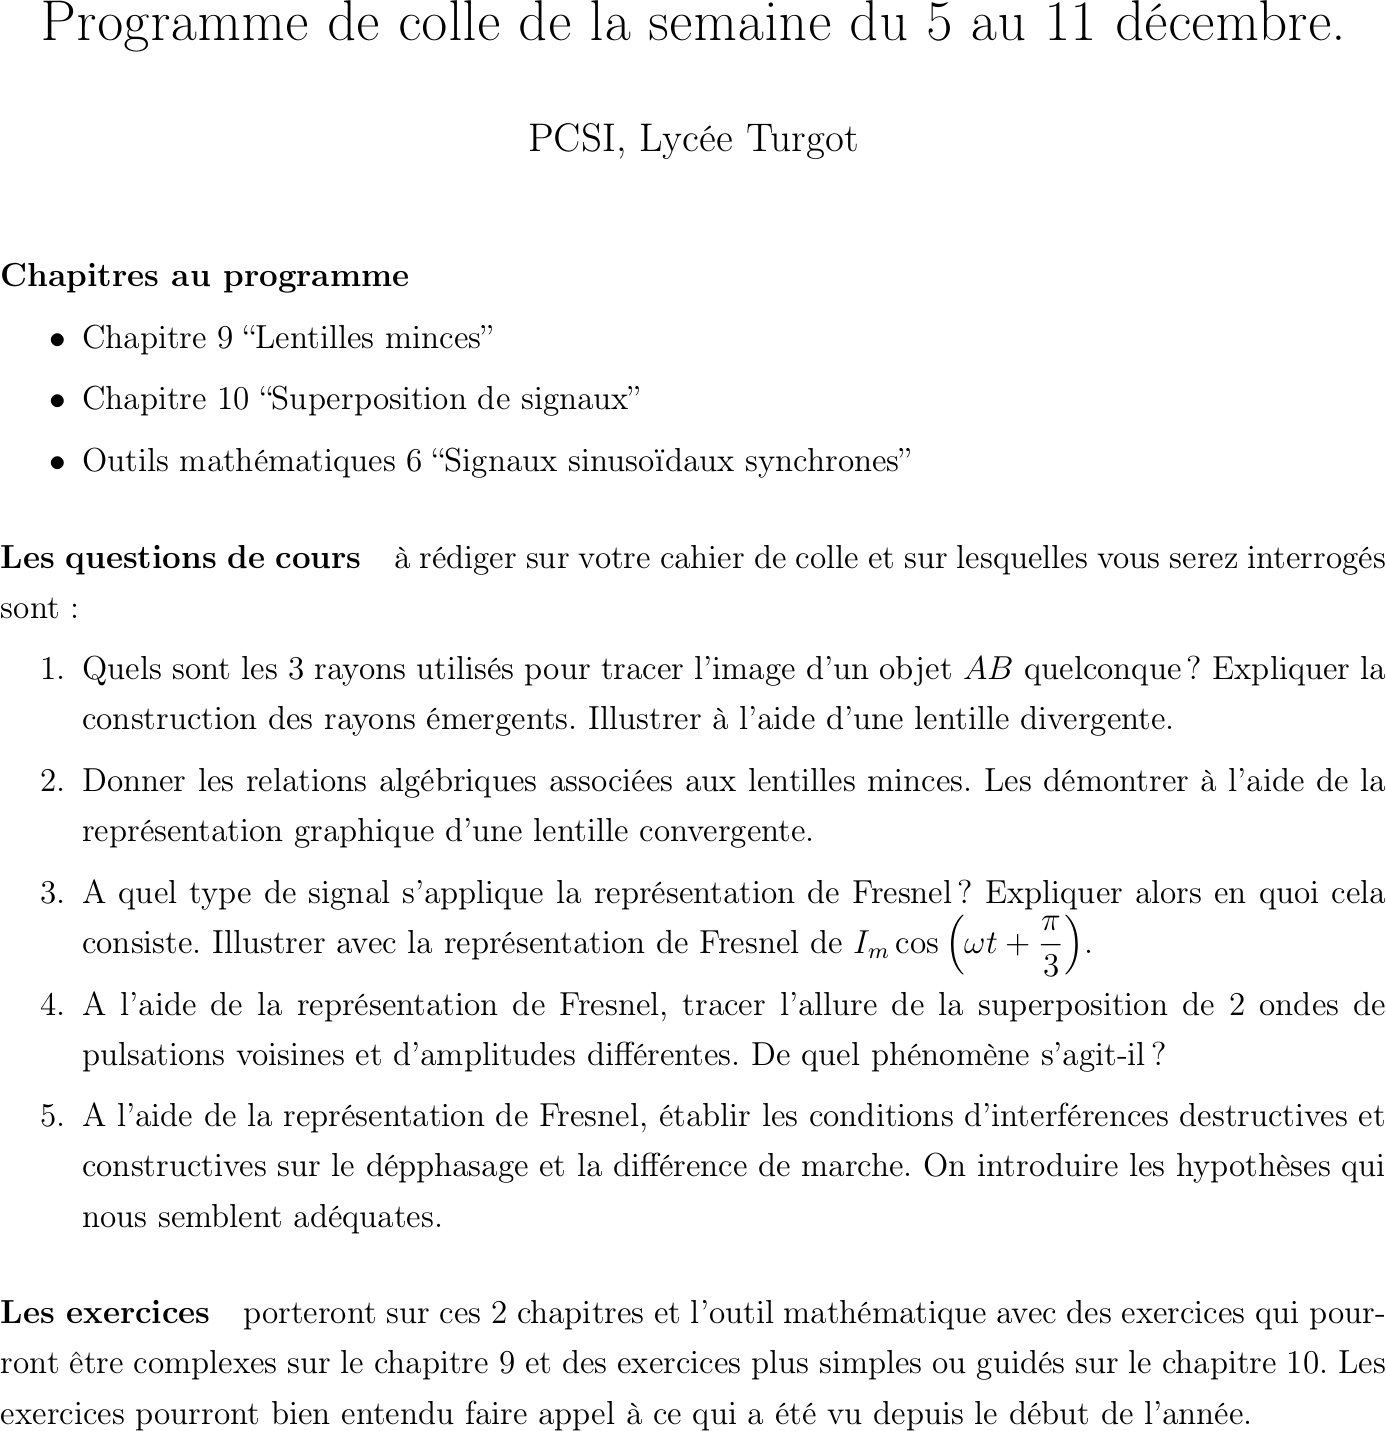 Programme de colle de la semaine du 5 au 11 décembre.
PCSI, Lycée Turgot
Chapitres au programme
• Chapitre 9 “Lentilles minces”
• Chapitre 10 “Superposition de signaux”
• Outils mathématiques 6 “Signaux sinusoïdaux synchrones”
Les questions de cours à rédiger sur votre cahier de colle et sur lesquelles vous serez interrogés
sont :
1. Quels sont les 3 rayons utilisés pour tracer l’image d’un objet AB quelconque ? Expliquer la
construction des rayons émergents. Illustrer à l’aide d’une lentille divergente.
2. Donner les relations algébriques associées aux lentilles minces. Les démontrer à l’aide de la
représentation graphique d’une lentille convergente.
3. A quel type de signal s’applique la représentation de Fresnel ? Expliquer alors en quoi cela
consiste. Illustrer avec la représentation de Fresnel de $I_m \cos\left(\omega t + \dfrac{\pi}{3}\right)$.
4. A l’aide de la représentation de Fresnel, tracer l’allure de la superposition de 2 ondes de
pulsations voisines et d’amplitudes différentes. De quel phénomène s’agit-il ?
5. A l’aide de la représentation de Fresnel, établir les conditions d’interférences destructives et
constructives sur le dépphasage et la différence de marche. On introduire les hypothèses qui
nous semblent adéquates.
Les exercices porteront sur ces 2 chapitres et l’outil mathématique avec des exercices qui pour-
ront être complexes sur le chapitre 9 et des exercices plus simples ou guidés sur le chapitre 10. Les
exercices pourront bien entendu faire appel à ce qui a été vu depuis le début de l’année.